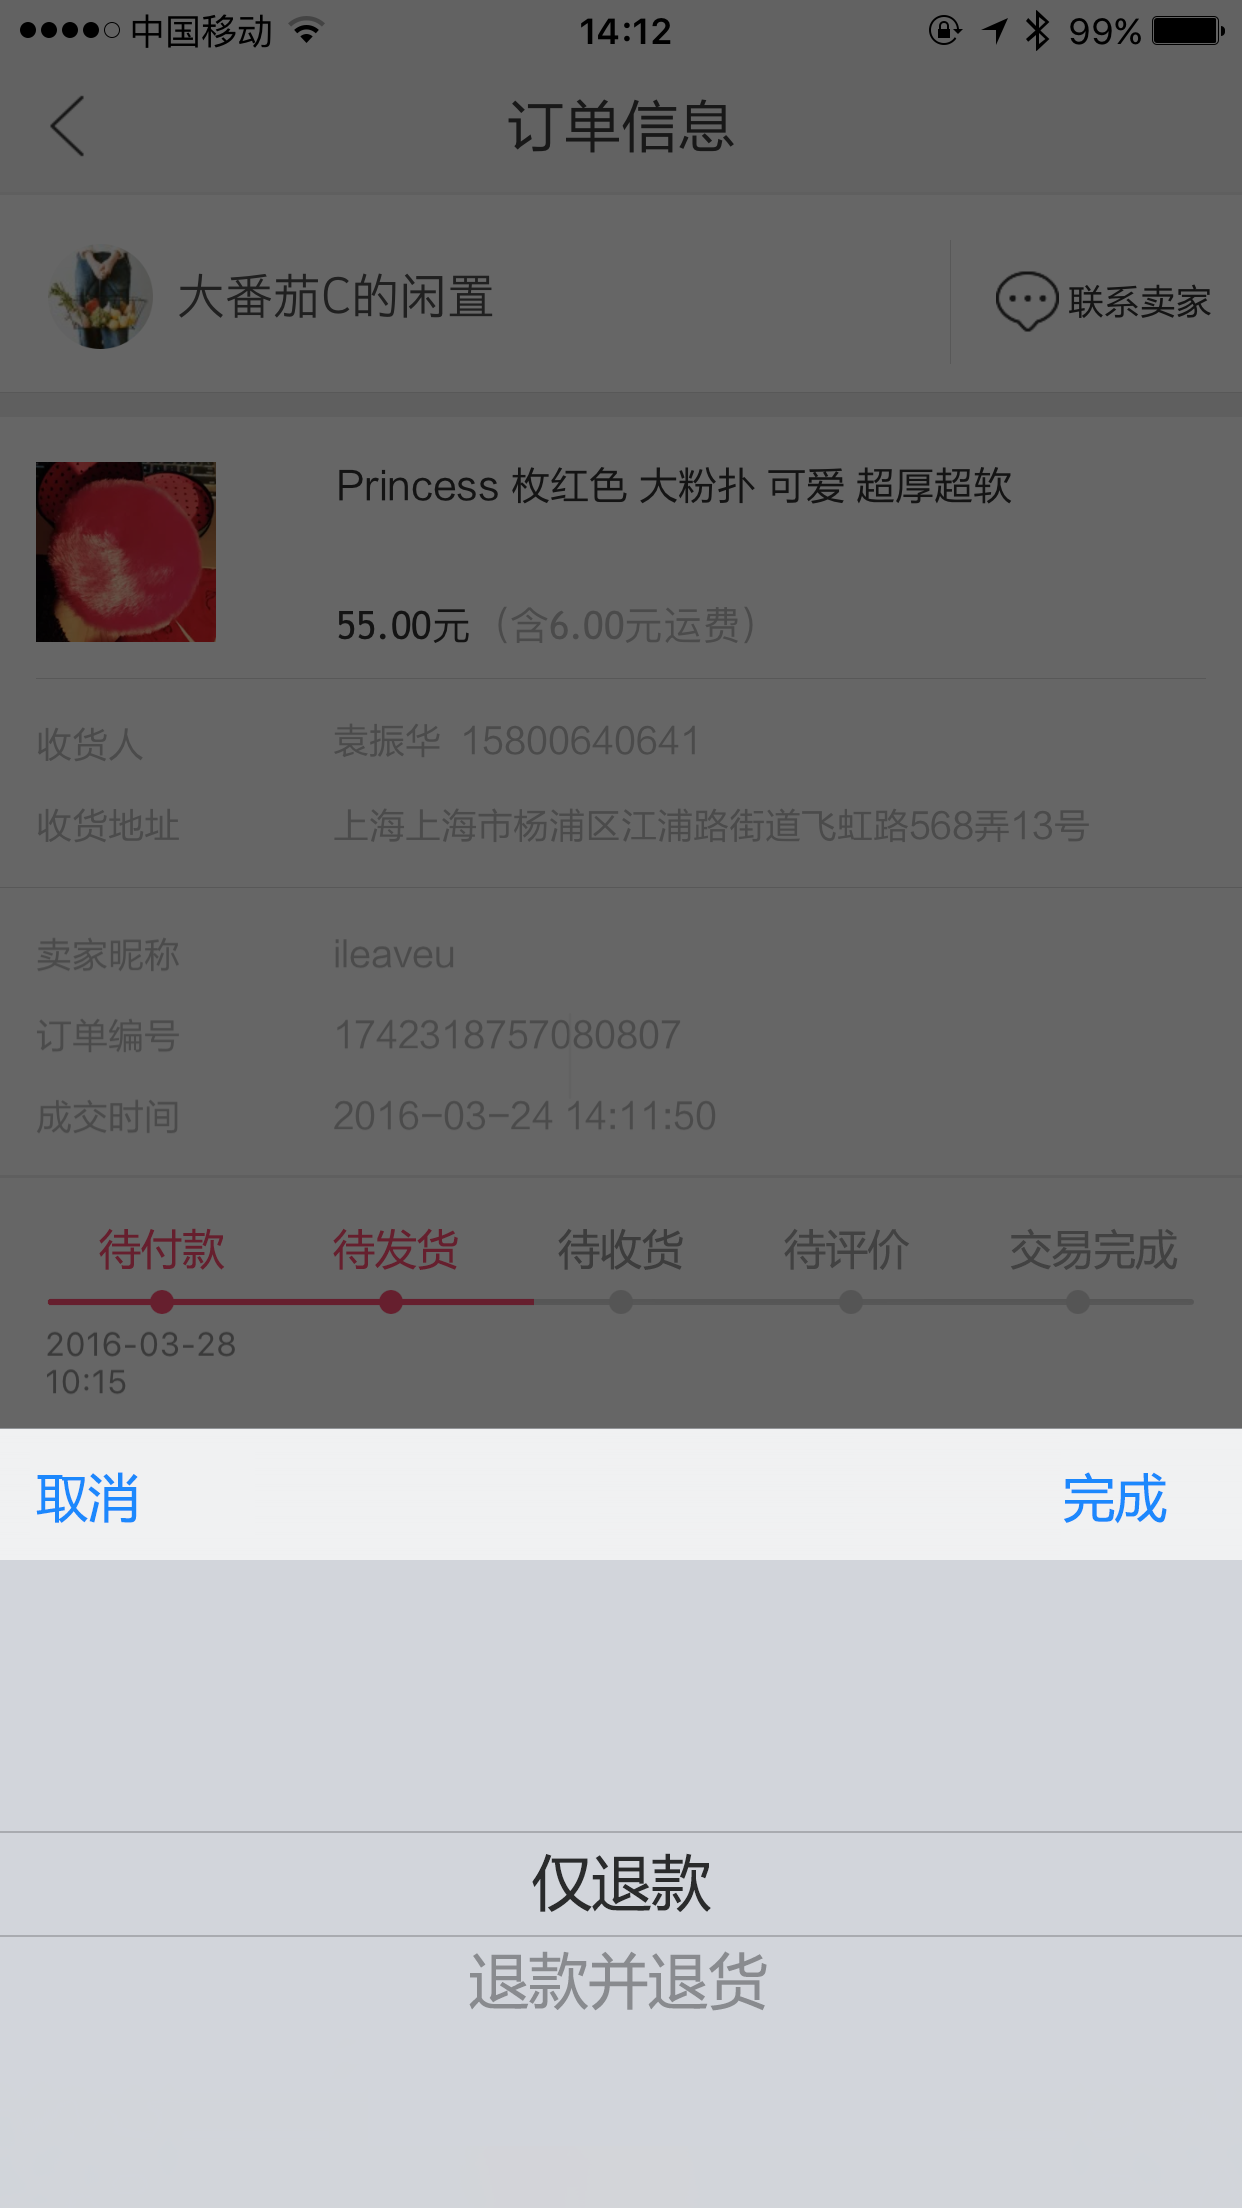 中国移动 14:12 99%
订单信息
大番茄C的闲置 联系卖家
Princess 枚红色 大粉扑 可爱 超厚超软
55.00元（含6.00元运费）
收货人 袁振华 15800640641
收货地址 上海上海市杨浦区江浦路街道飞虹路568弄13号
卖家昵称 ileaveu
订单编号 1742318757080807
成交时间 2016-03-24 14:11:50
待付款 待发货 待收货 待评价 交易完成
2016-03-28
10:15
取消 完成
仅退款
退款并退货